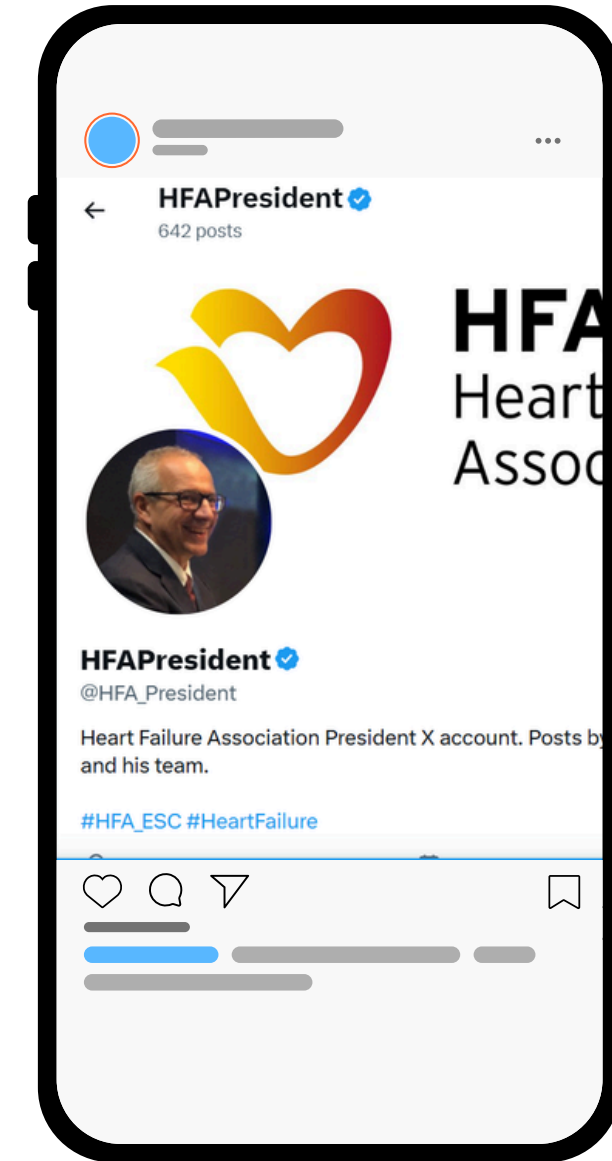 HFAPresident
642 posts
HFA
Heart
Assoc
HFAPresident
@HFA_President
Heart Failure Association President X account. Posts by
and his team.
#HFA_ESC #HeartFailure